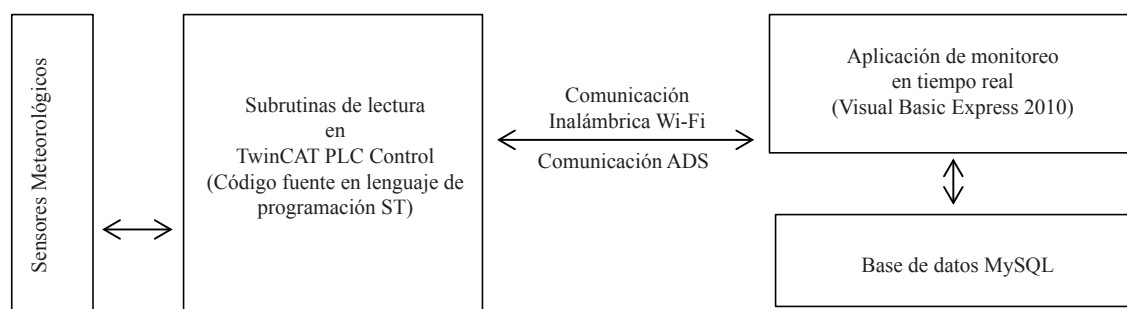 Sensores Meteorológicos
Subrutinas de lectura
en
TwinCAT PLC Control
(Código fuente en lenguaje de
programación ST)
Comunicación
Inalámbrica Wi-Fi
Comunicación ADS
Aplicación de monitoreo
en tiempo real
(Visual Basic Express 2010)
Base de datos MySQL